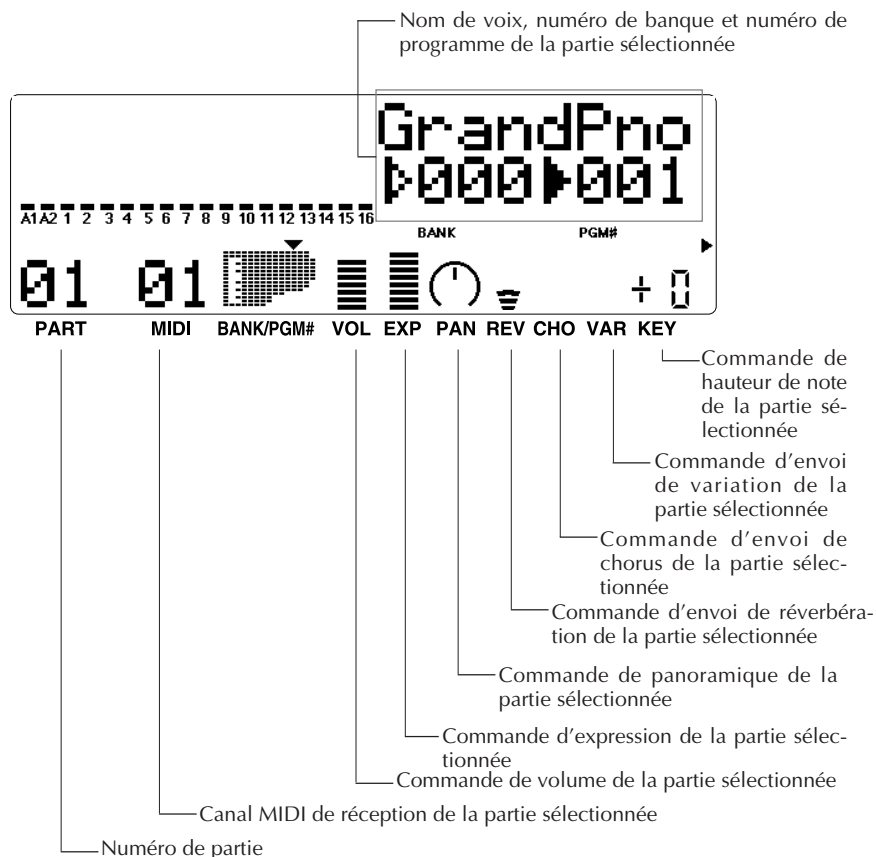 Nom de voix, numéro de banque et numéro de
programme de la partie sélectionnée
GrandPno
000 001
A1 A2 1 2 3 4 5 6 7 8 9 10 11 12 13 14 15 16
BANK PGM#
01 01 + 0
PART MIDI BANK/PGM# VOL EXP PAN REV CHO VAR KEY
Commande de
hauteur de note
de la partie sé-
lectionnée
Commande d'envoi
de variation de la
partie sélectionnée
Commande d'envoi de
chorus de la partie sélec-
tionnée
Commande d'envoi de réverbéra-
tion de la partie sélectionnée
Commande de panoramique de la
partie sélectionnée
Commande d'expression de la partie sélec-
tionnée
Commande de volume de la partie sélectionnée
Canal MIDI de réception de la partie sélectionnée
Numéro de partie